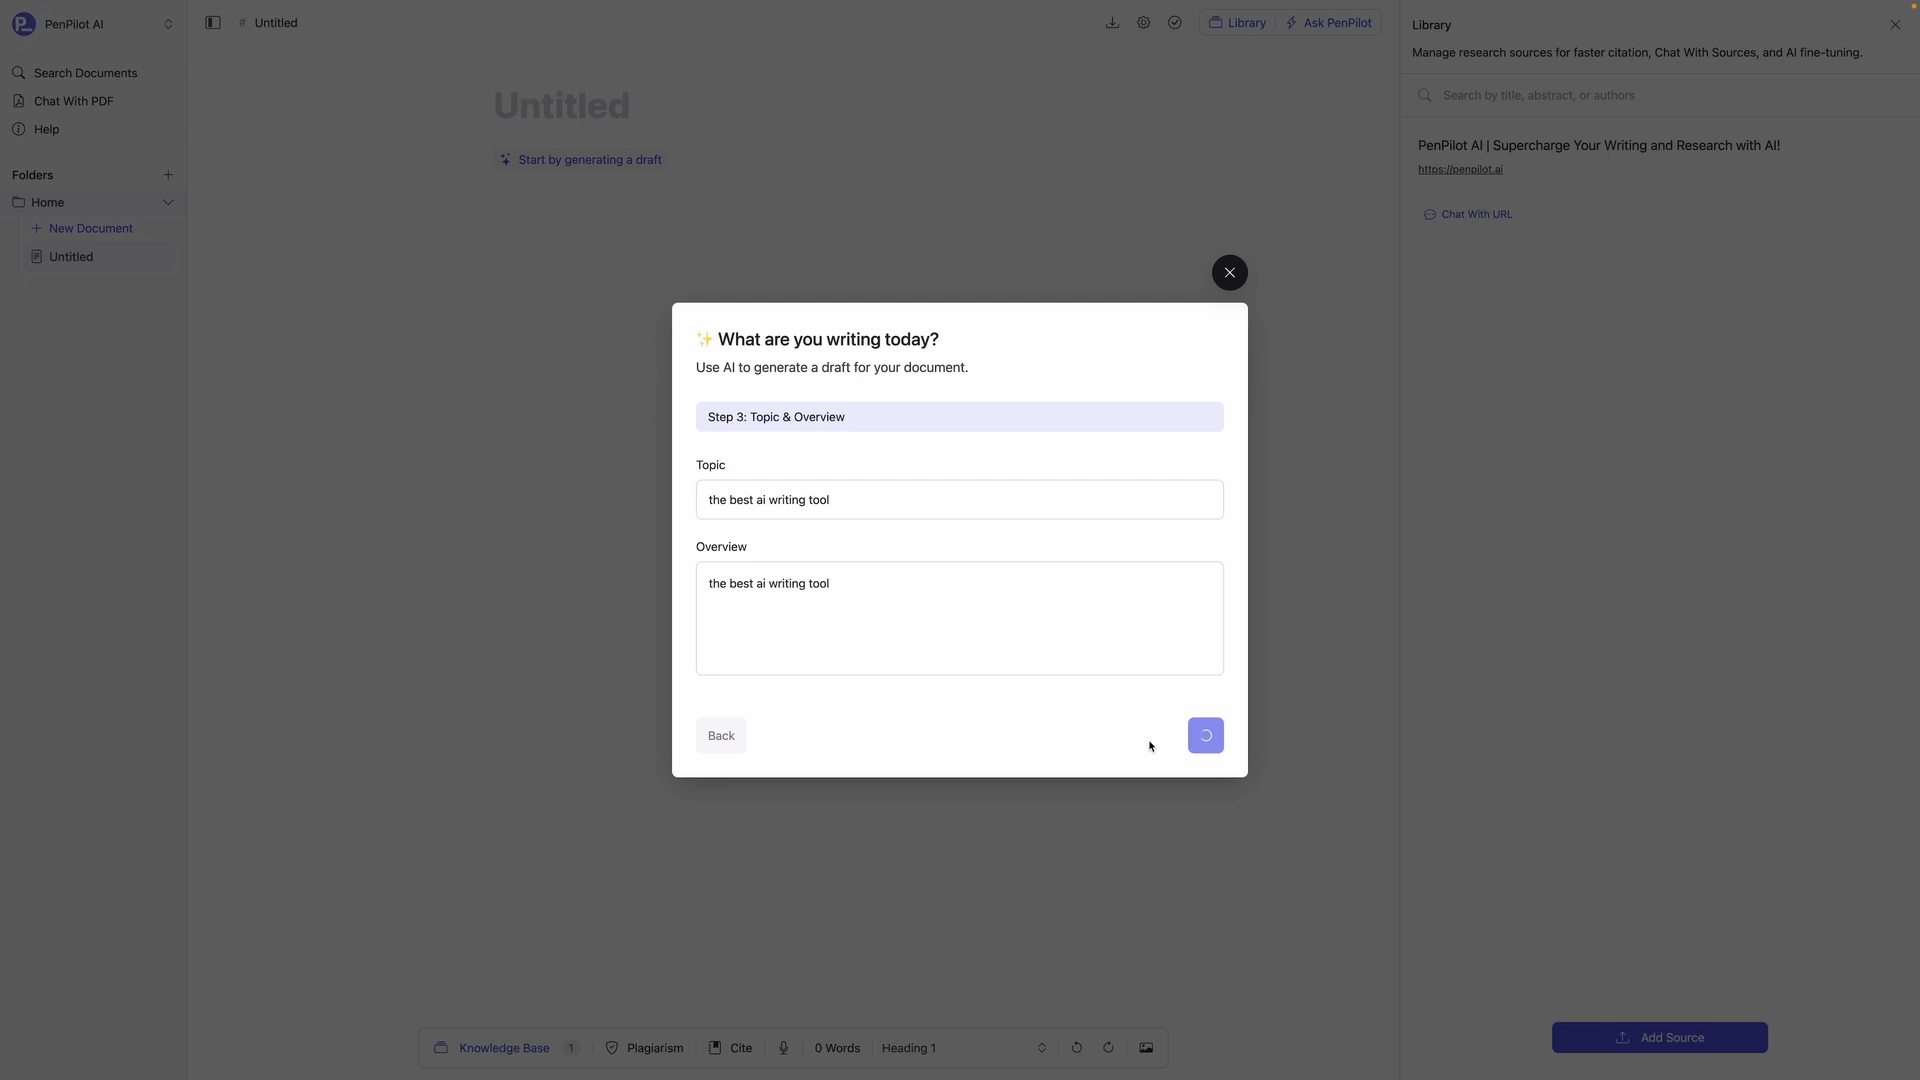 PenPilot AI
Search Documents
Chat With PDF
Help
Folders
Home
New Document
Untitled
# Untitled
Library
Ask PenPilot
Untitled
Start by generating a draft
✨ What are you writing today?
Use AI to generate a draft for your document.
Step 3: Topic & Overview
Topic
the best ai writing tool
Overview
the best ai writing tool
Back
Knowledge Base 1
Plagiarism
Cite
0 Words
Heading 1
Library
Manage research sources for faster citation, Chat With Sources, and AI fine-tuning.
Search by title, abstract, or authors
PenPilot AI | Supercharge Your Writing and Research with AI!
https://penpilot.ai
Chat With URL
Add Source